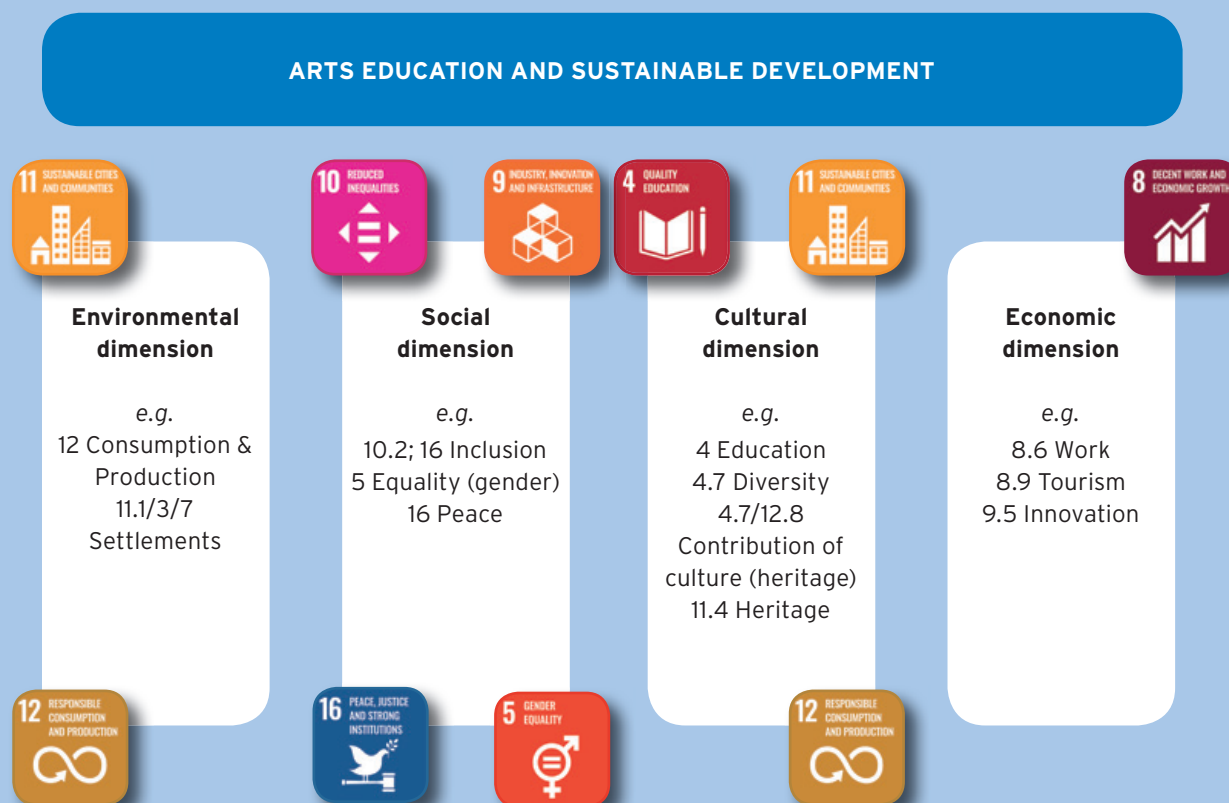 ARTS EDUCATION AND SUSTAINABLE DEVELOPMENT
11 SUSTAINABLE CITIES
AND COMMUNITIES
10 REDUCED
INEQUALITIES
9 INDUSTRY, INNOVATION
AND INFRASTRUCTURE
4 QUALITY
EDUCATION
11 SUSTAINABLE CITIES
AND COMMUNITIES
8 DECENT WORK AND
ECONOMIC GROWTH
Environmental
dimension
e.g.
12 Consumption &
Production
11.1/3/7
Settlements
Social
dimension
e.g.
10.2; 16 Inclusion
5 Equality (gender)
16 Peace
Cultural
dimension
e.g.
4 Education
4.7 Diversity
4.7/12.8
Contribution of
culture (heritage)
11.4 Heritage
Economic
dimension
e.g.
8.6 Work
8.9 Tourism
9.5 Innovation
12 RESPONSIBLE
CONSUMPTION
AND PRODUCTION
16 PEACE, JUSTICE
AND STRONG
INSTITUTIONS
5 GENDER
EQUALITY
12 RESPONSIBLE
CONSUMPTION
AND PRODUCTION